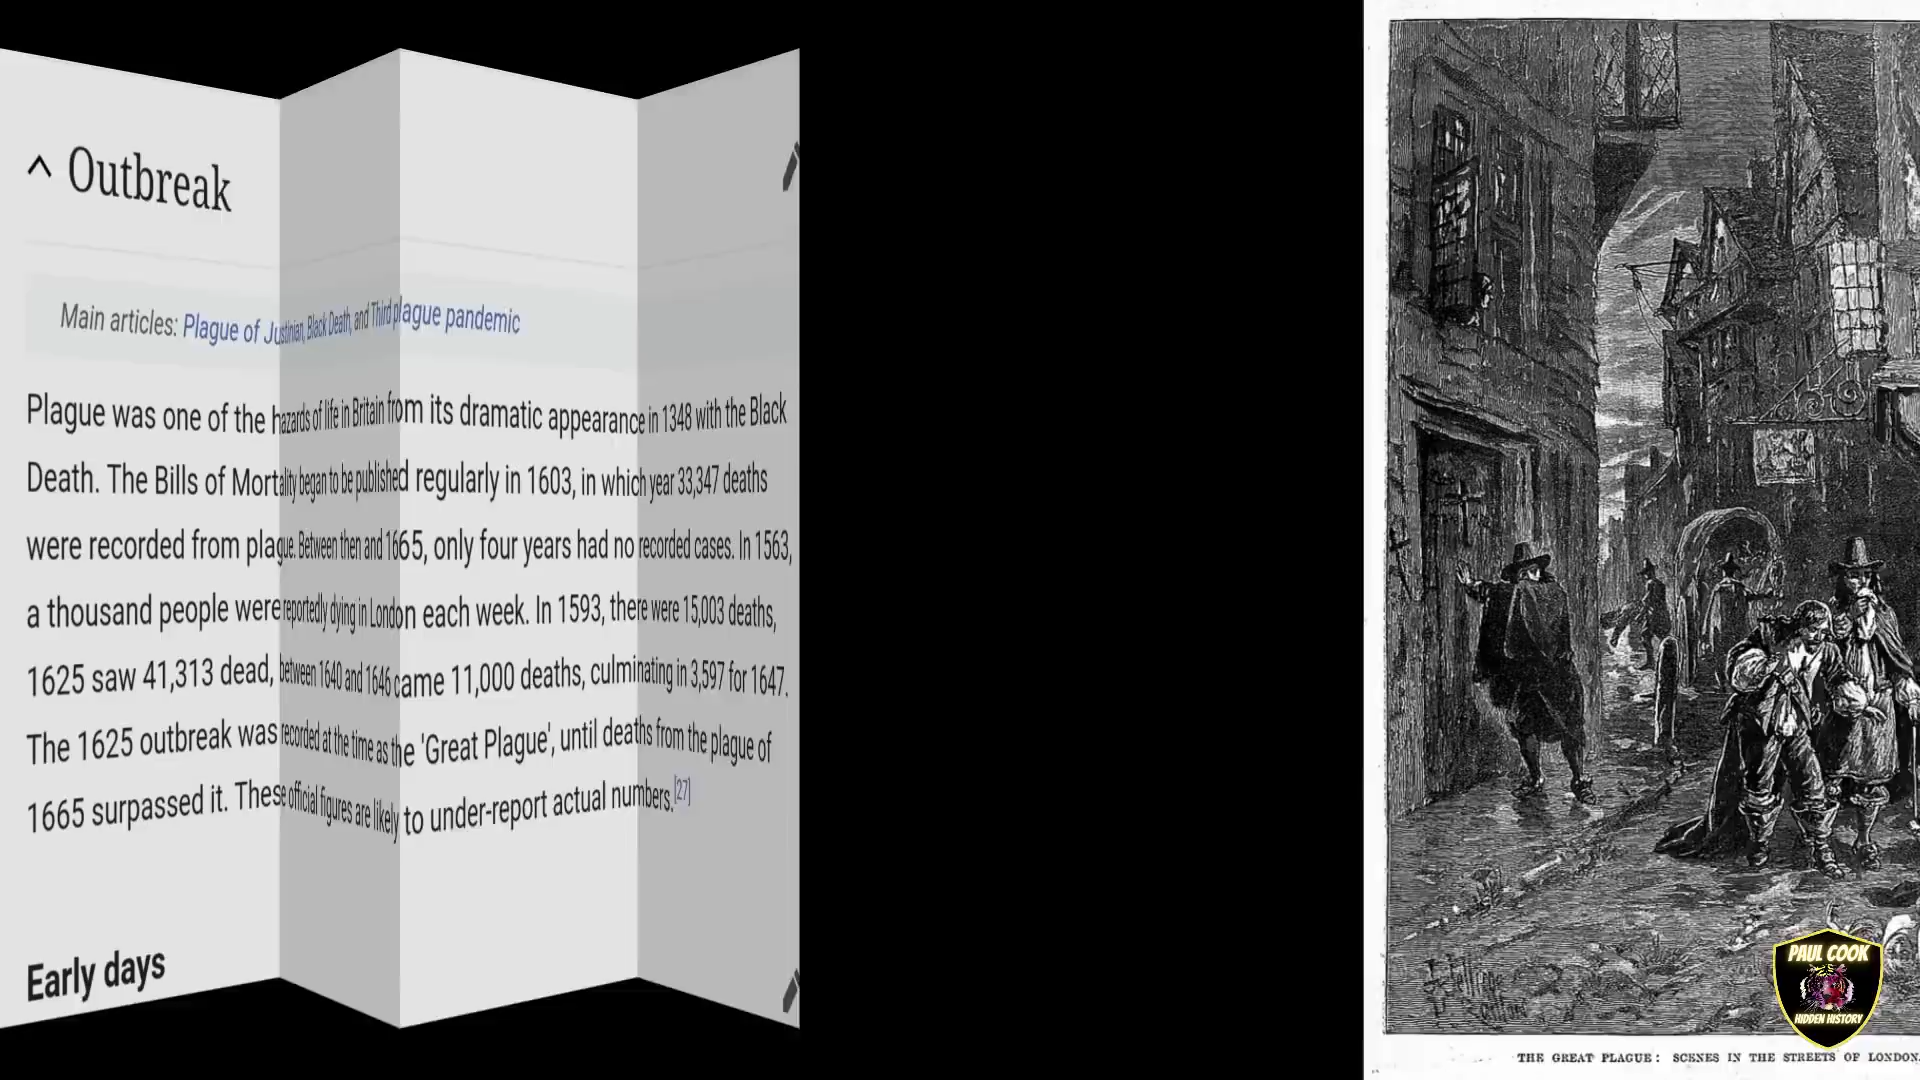 ^ Outbreak
Main articles: Plague of Justinian, Black Death, and Third plague pandemic
Plague was one of the hazards of life in Britain from its dramatic appearance in 1348 with the Black
Death. The Bills of Mortality began to be published regularly in 1603, in which year 33,347 deaths
were recorded from plague. Between then and 1665, only four years had no recorded cases. In 1563,
a thousand people were reportedly dying in London each week. In 1593, there were 15,003 deaths,
1625 saw 41,313 dead, between 1640 and 1646 came 11,000 deaths, culminating in 3,597 for 1647.
The 1625 outbreak was recorded at the time as the 'Great Plague', until deaths from the plague of
1665 surpassed it. These official figures are likely to under-report actual numbers.[27]
Early days
PAUL COOK
HIDDEN HISTORY
THE GREAT PLAGUE: SCENES IN THE STREETS OF LONDON.